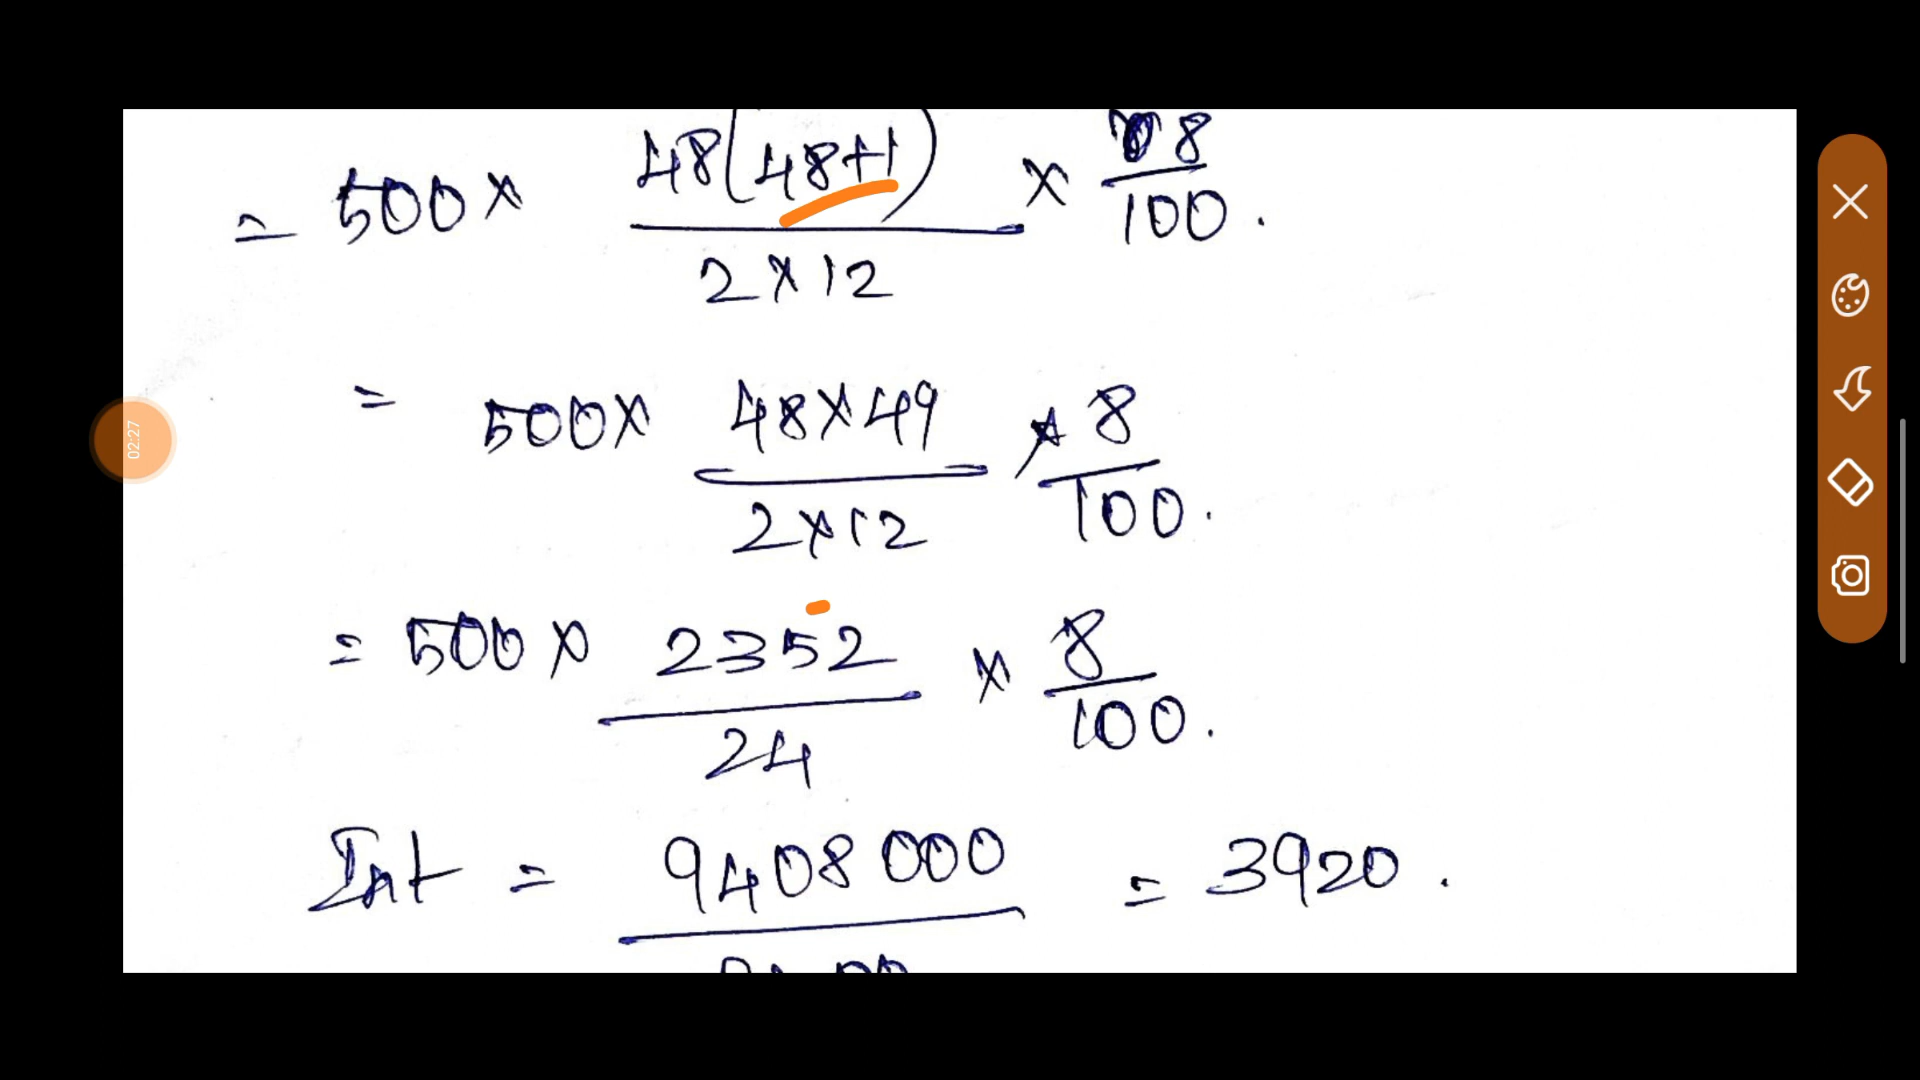 = 500 × 48(48+1) / 2×12 × 8/100.
02:27
= 500× 48×49 / 2×12 × 8/100.
= 500 × 2352 / 24 × 8/100.
Int = 9408000 = 3920.